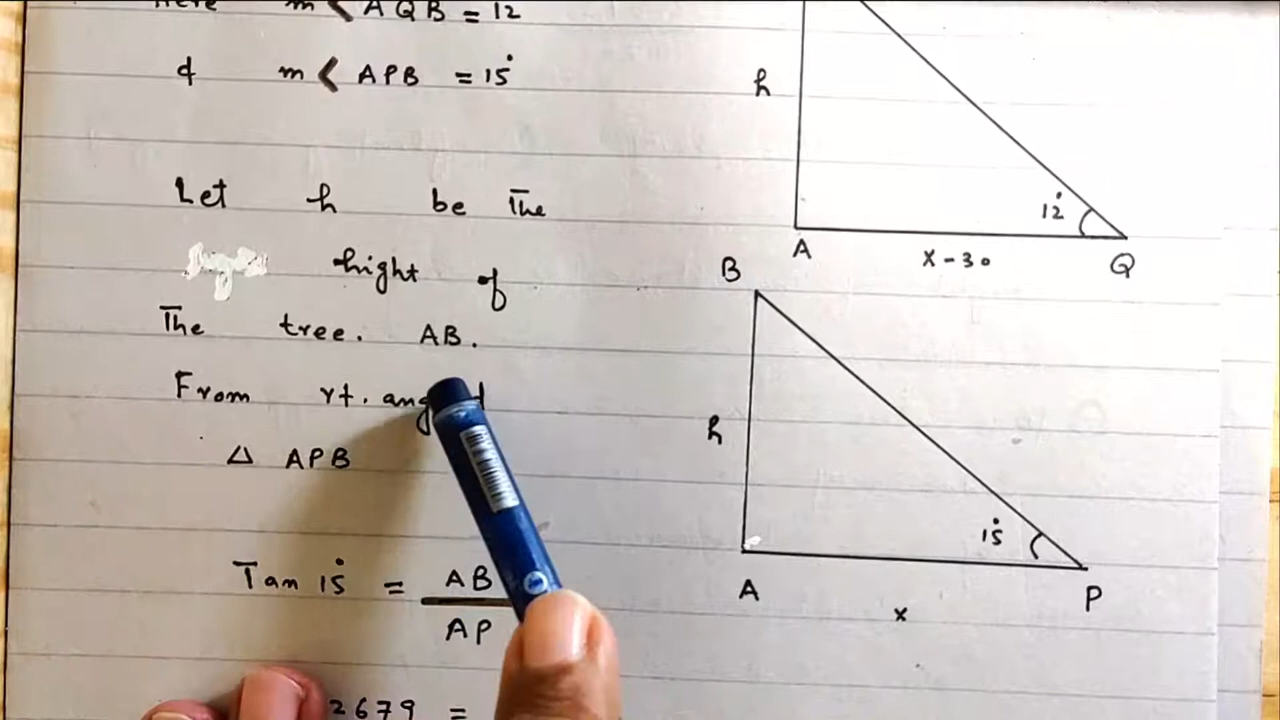 m < AQB = 12
& m < APB = 15°
Let h be The
hight of
The tree. AB.
From rt.
Δ APB
Tan 15° = AB
AP
2679 =
h
12°
A
x - 30
Q
B
h
15°
A
x
P